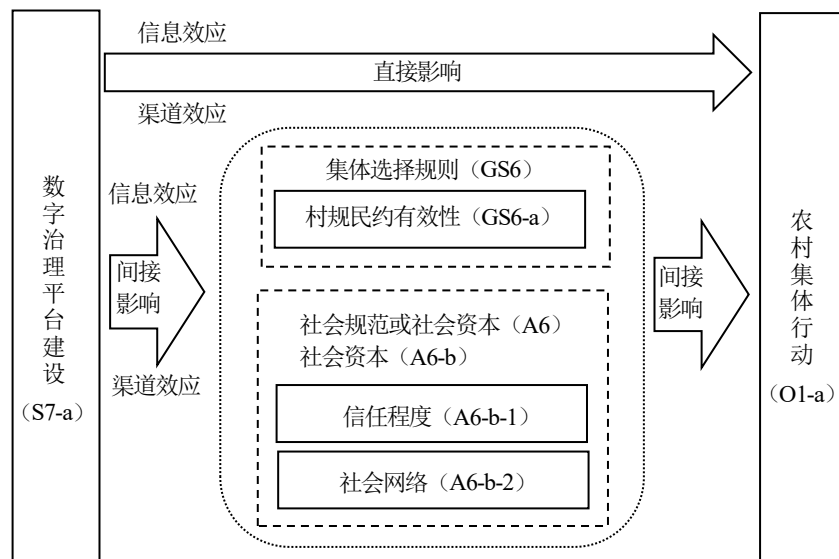 信息效应
直接影响
渠道效应
数字治理平台建设
（S7-a）
信息效应
间接
影响
渠道效应
集体选择规则（GS6）
村规民约有效性（GS6-a）
社会规范或社会资本（A6）
社会资本（A6-b）
信任程度（A6-b-1）
社会网络（A6-b-2）
间接
影响
农村集体行动
（O1-a）